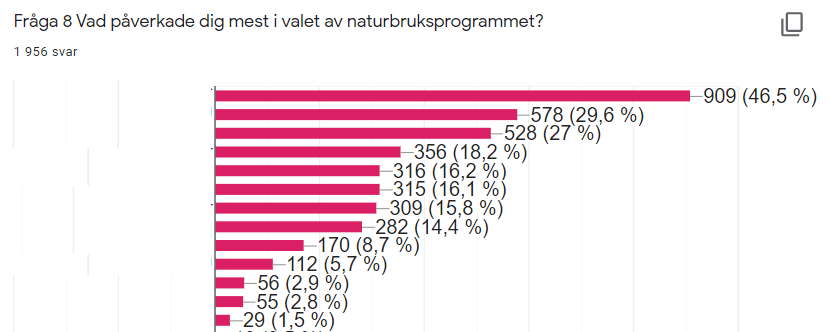 Fråga 8 Vad påverkade dig mest i valet av naturbruksprogrammet?
1 956 svar
909 (46,5 %)
578 (29,6 %)
528 (27 %)
356 (18,2 %)
316 (16,2 %)
315 (16,1 %)
309 (15,8 %)
282 (14,4 %)
170 (8,7 %)
112 (5,7 %)
56 (2,9 %)
55 (2,8 %)
29 (1,5 %)